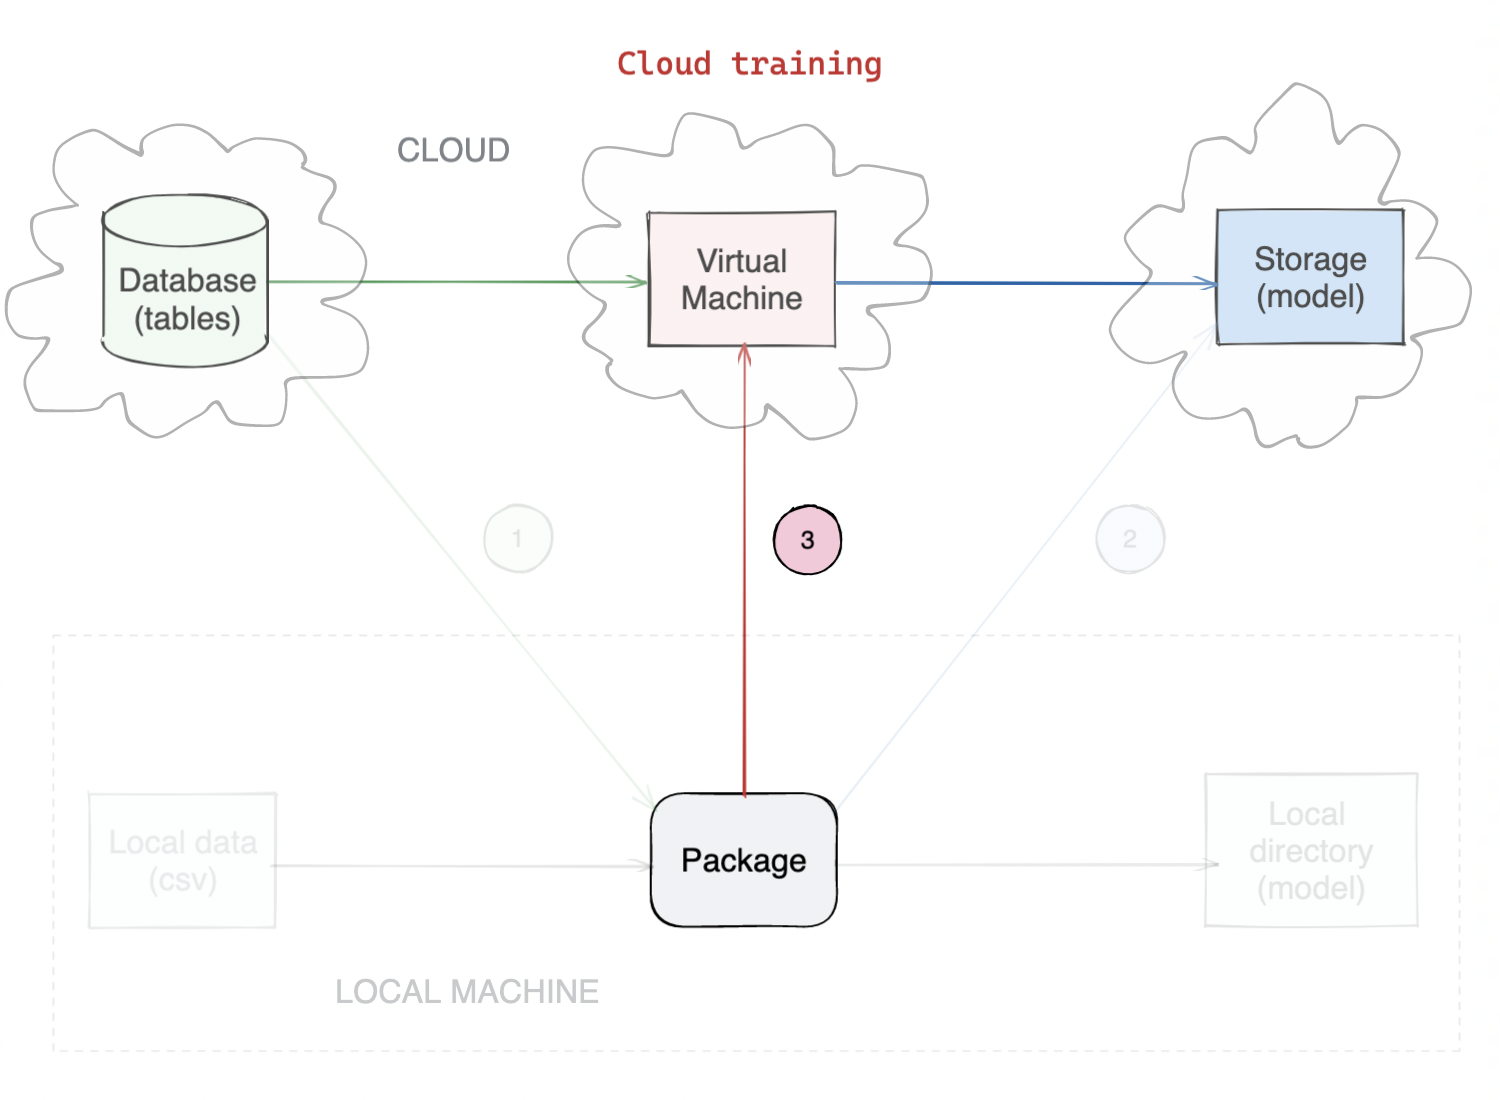 Cloud training
CLOUD
Database
(tables)
Virtual
Machine
Storage
(model)
1
3
2
Local data
(csv)
Package
Local
directory
(model)
LOCAL MACHINE